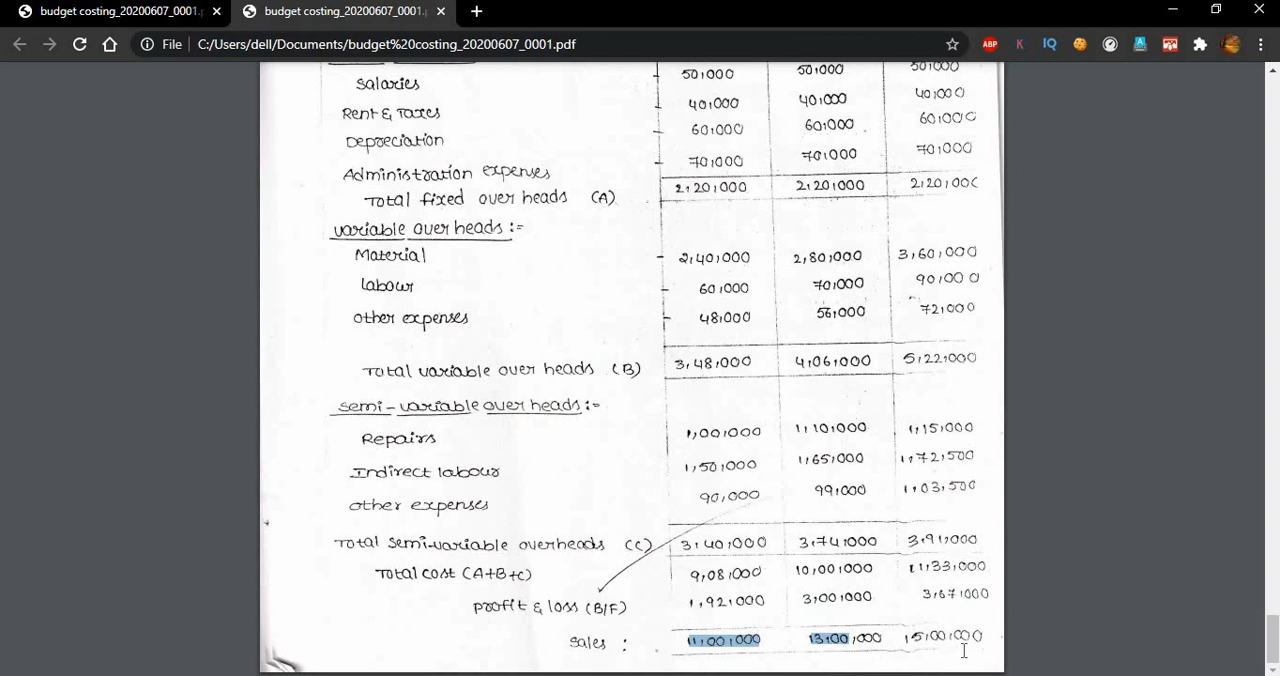 budget costing_20200607_0001.p
budget costing_20200607_0001.p
File
C:/Users/dell/Documents/budget%20costing_20200607_0001.pdf
ABP K IQ
Salaries 50,000 50,000 50,000
Rent & Taxes 40,000 40,000 40,000
Depreciation 60,000 60,000 60,000
Administration expenses 70,000 70,000 70,000
Total fixed over heads (A) 2,20,000 2,20,000 2,20,000
variable over heads :-
Material 2,40,000 2,80,000 3,60,000
labour 60,000 70,000 90,000
other expenses 48,000 56,000 72,000
Total variable over heads (B) 3,48,000 4,06,000 5,22,000
semi-variable over heads :-
Repairs 1,00,000 1,10,000 1,15,000
Indirect labour 1,50,000 1,65,000 1,72,500
other expenses 90,000 99,000 1,03,500
Total Semi-variable overheads (C) 3,40,000 3,74,000 3,91,000
Total cost (A+B+C) 9,08,000 10,00,000 11,33,000
profit & loss (B/F) 1,92,000 3,00,000 3,67,000
sales : 11,00,000 13,00,000 15,00,000